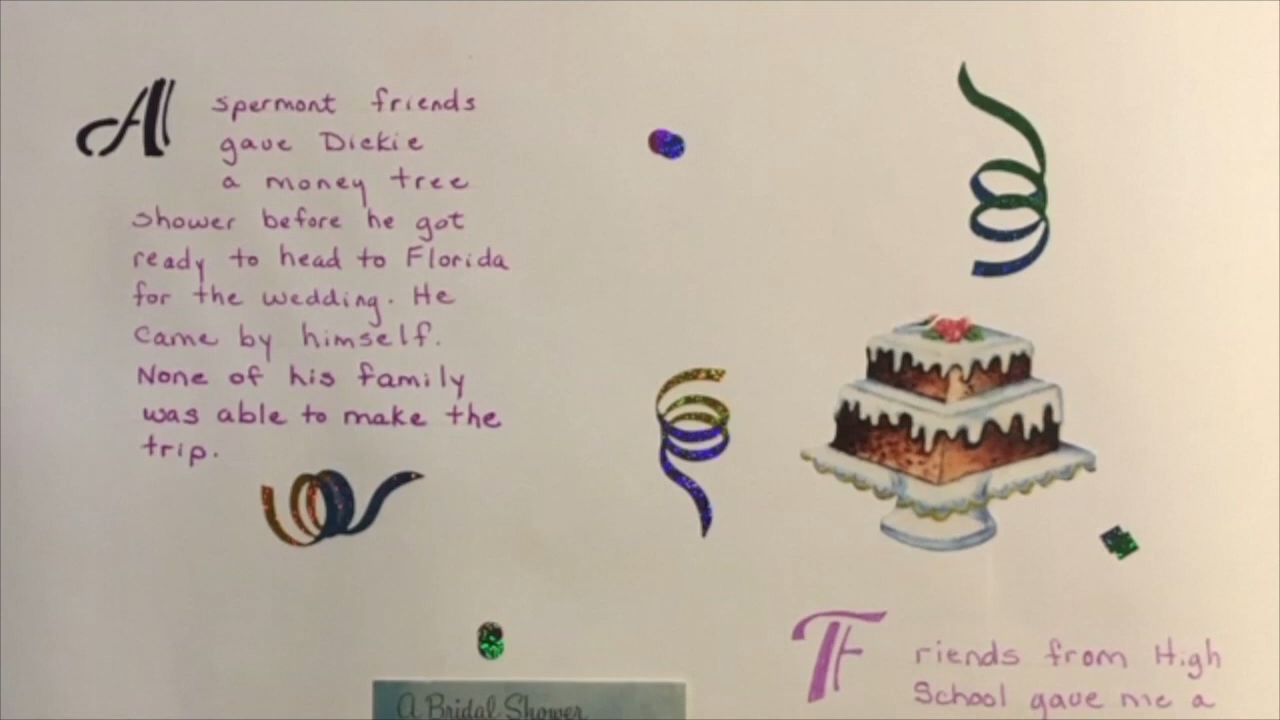 Aspermont friends
gave Dickie
a money tree
shower before he got
ready to head to Florida
for the wedding. He
came by himself.
None of his family
was able to make the
trip.
A Bridal Shower
Friends from High
School gave me a